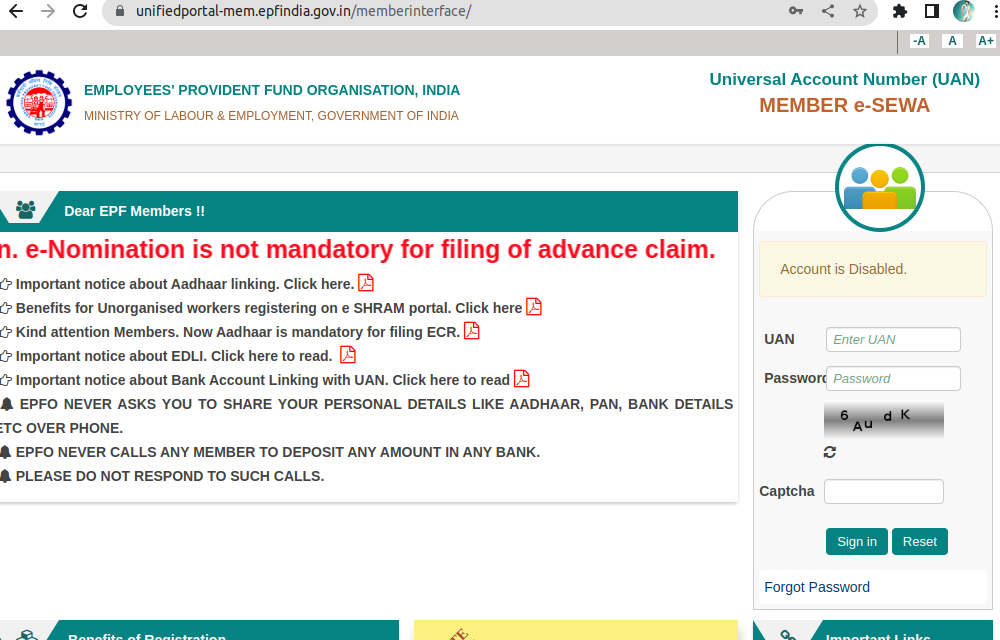 unifiedportal-mem.epfindia.gov.in/memberinterface/
-A A A+
EMPLOYEES' PROVIDENT FUND ORGANISATION, INDIA
MINISTRY OF LABOUR & EMPLOYMENT, GOVERNMENT OF INDIA
Universal Account Number (UAN)
MEMBER e-SEWA
Dear EPF Members !!
n. e-Nomination is not mandatory for filing of advance claim.
Important notice about Aadhaar linking. Click here.
Benefits for Unorganised workers registering on e SHRAM portal. Click here
Kind attention Members. Now Aadhaar is mandatory for filing ECR.
Important notice about EDLI. Click here to read.
Important notice about Bank Account Linking with UAN. Click here to read
EPFO NEVER ASKS YOU TO SHARE YOUR PERSONAL DETAILS LIKE AADHAAR, PAN, BANK DETAILS
ETC OVER PHONE.
EPFO NEVER CALLS ANY MEMBER TO DEPOSIT ANY AMOUNT IN ANY BANK.
PLEASE DO NOT RESPOND TO SUCH CALLS.
Account is Disabled.
UAN Enter UAN
Password Password
6 A u d K
Captcha
Sign in Reset
Forgot Password
Benefits of Registration
Important Links